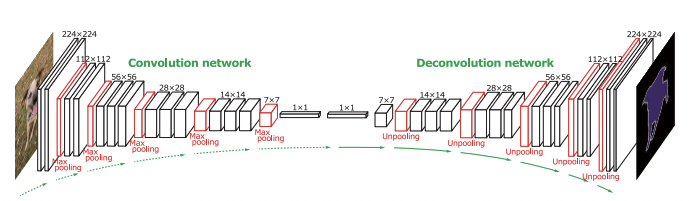 224×224
112×112
56×56
28×28
14×14
7×7
1×1
1×1
7×7
14×14
28×28
56×56
112×112
224×224
Convolution network
Deconvolution network
Max
pooling
Max
pooling
Max
pooling
Max
pooling
Max
pooling
Unpooling
Unpooling
Unpooling
Unpooling
Unpooling